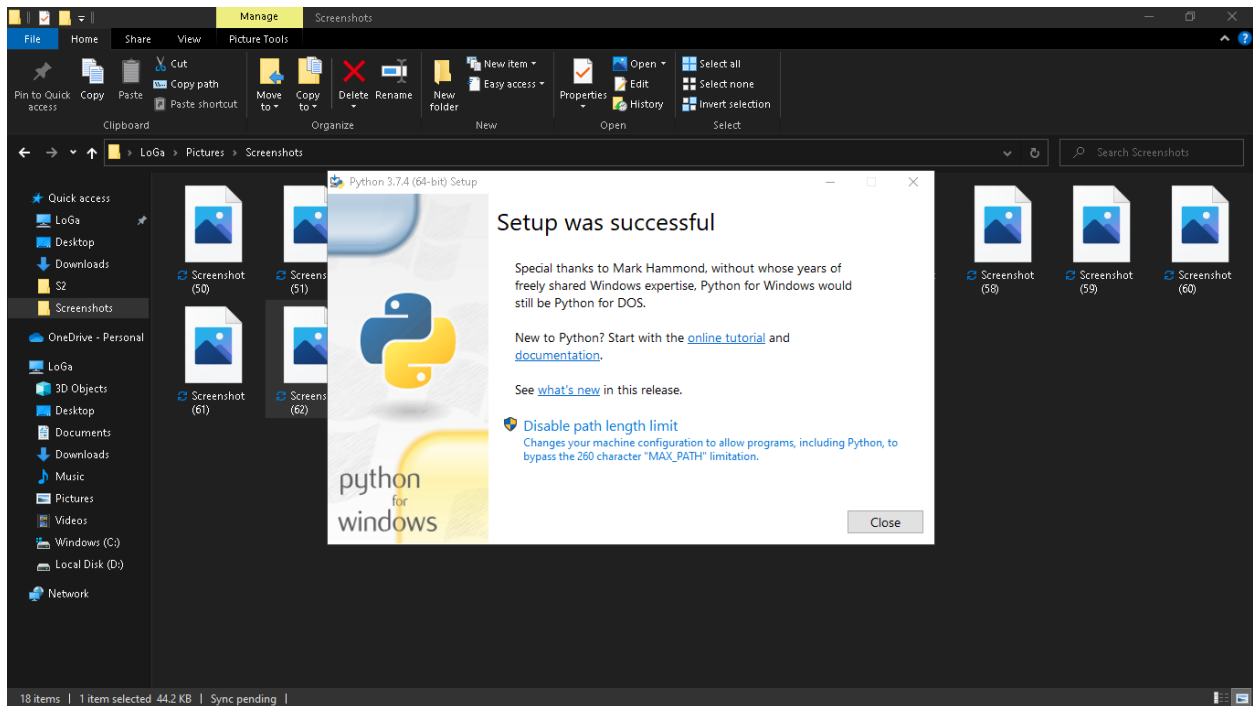 Manage
Screenshots
File
Home
Share
View
Picture Tools
Pin to Quick
access
Copy
Paste
Cut
Copy path
Paste shortcut
Clipboard
Move
to
Copy
to
Delete
Rename
Organize
New
folder
New item
Easy access
New
Properties
Open
Edit
History
Open
Select all
Select none
Invert selection
Select
LoGa > Pictures > Screenshots
Search Screenshots
Quick access
LoGa
Desktop
Downloads
S2
Screenshots
OneDrive - Personal
LoGa
3D Objects
Desktop
Documents
Downloads
Music
Pictures
Videos
Windows (C:)
Local Disk (D:)
Network
Screenshot
(50)
Screens
(51)
Screenshot
(58)
Screenshot
(59)
Screenshot
(60)
Screenshot
(61)
Screens
(62)
Python 3.7.4 (64-bit) Setup
Setup was successful
Special thanks to Mark Hammond, without whose years of
freely shared Windows expertise, Python for Windows would
still be Python for DOS.
New to Python? Start with the online tutorial and
documentation.
See what's new in this release.
Disable path length limit
Changes your machine configuration to allow programs, including Python, to
bypass the 260 character "MAX_PATH" limitation.
python
for
windows
Close
18 items | 1 item selected 44.2 KB | Sync pending |